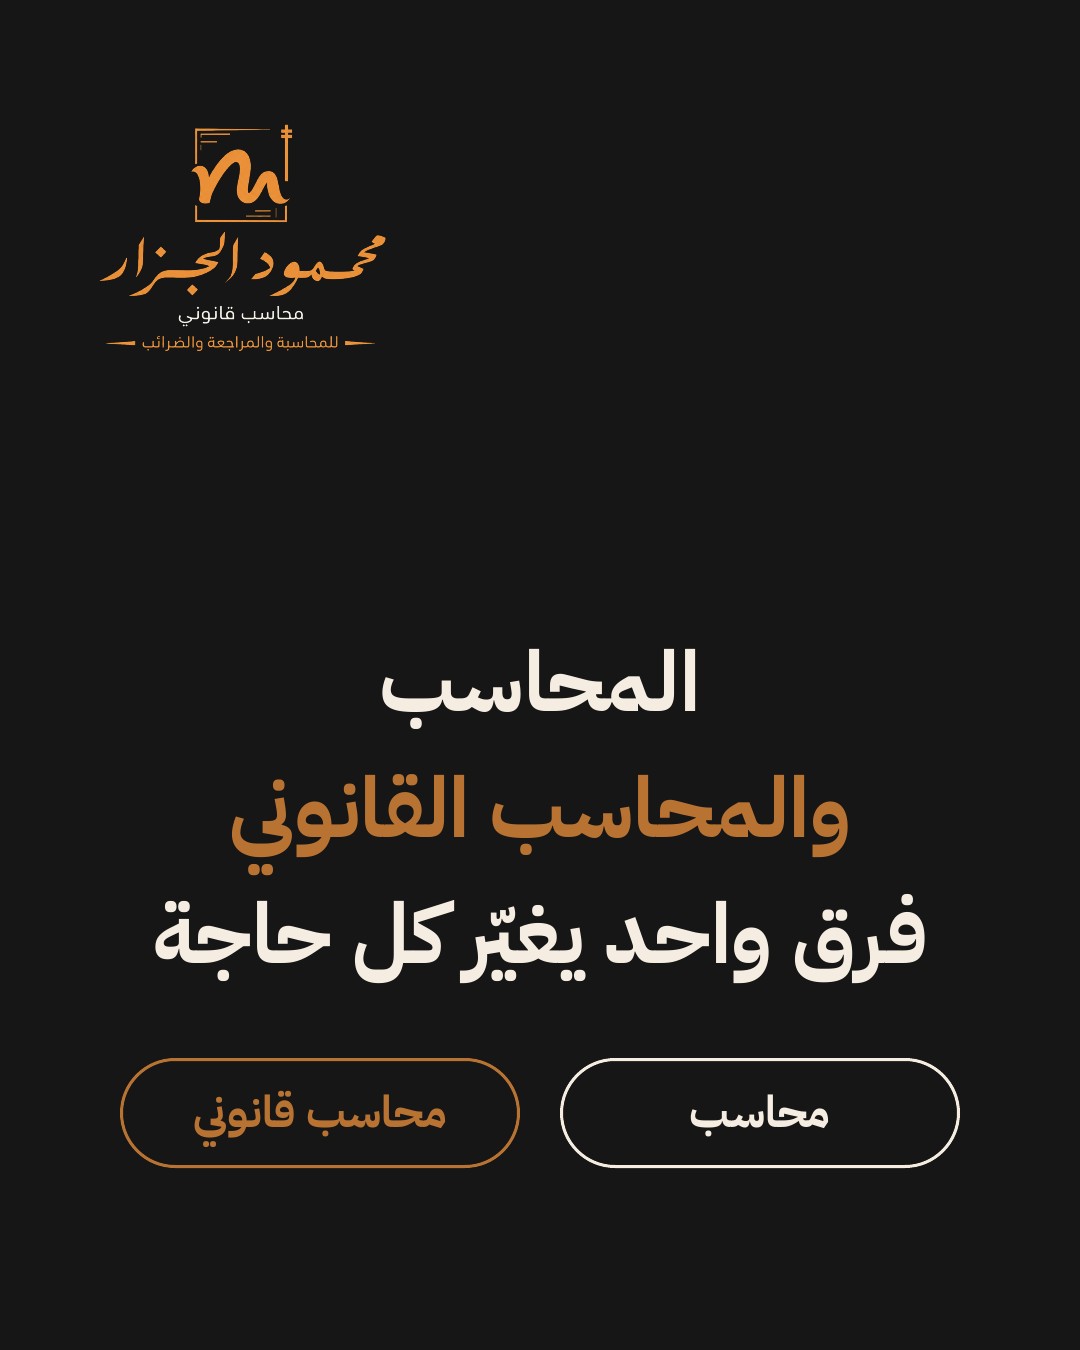 محمود الجزار
محاسب قانوني
للمحاسبة والمراجعة والضرائب
المحاسب
والمحاسب القانوني
فرق واحد يغيّر كل حاجة
محاسب
محاسب قانوني